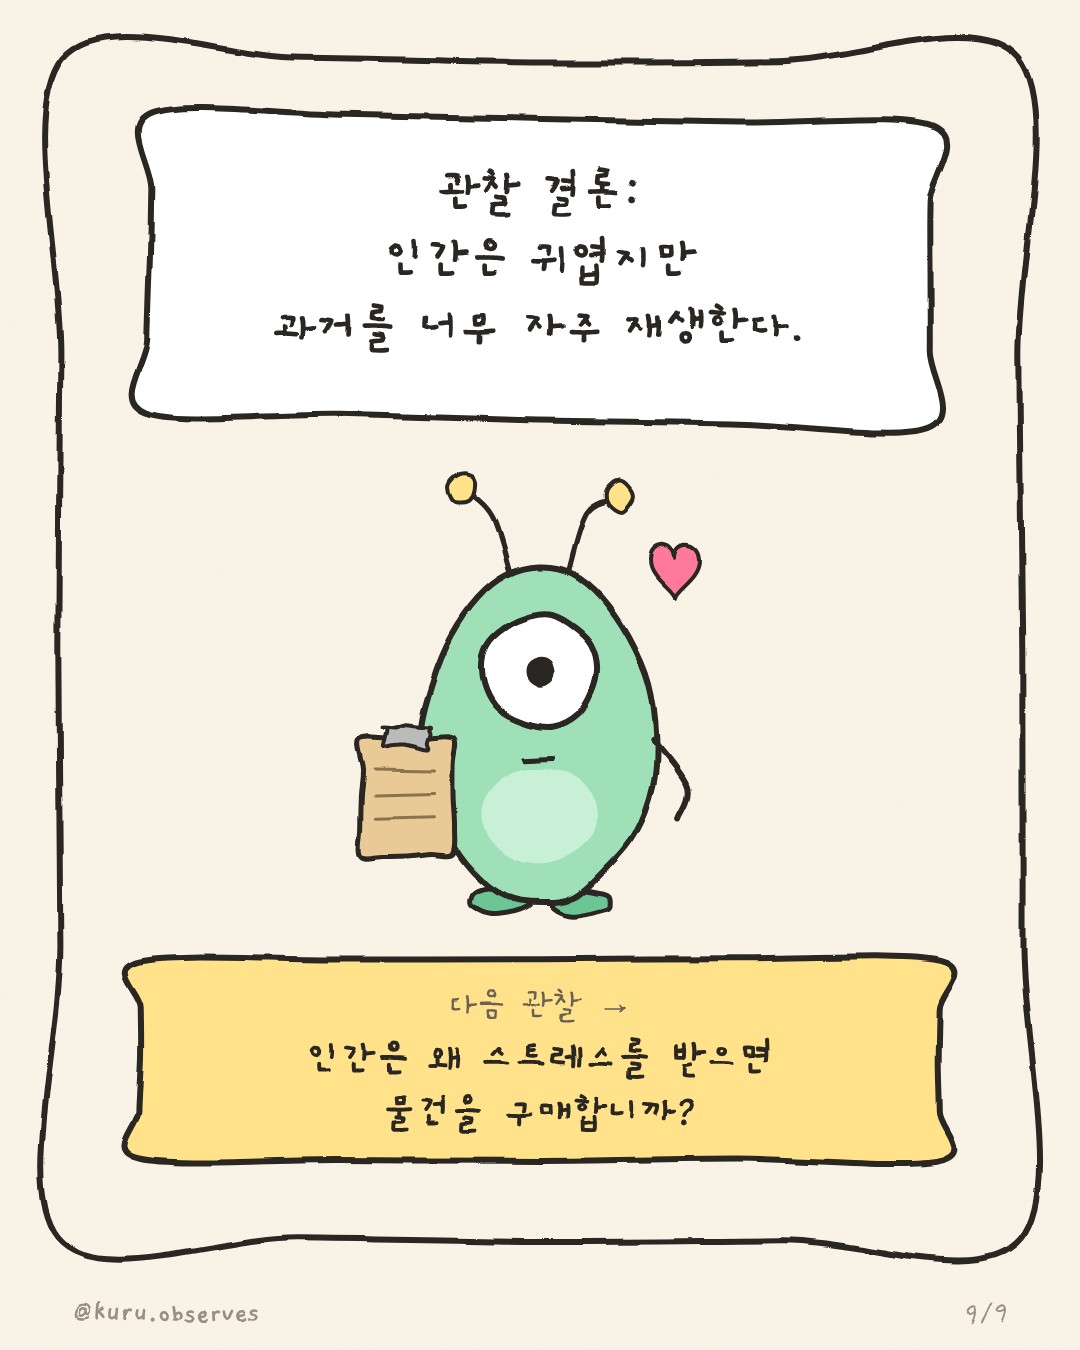 관찰 결론:
인간은 귀엽지만
과거를 너무 자주 재생한다.
다음 관찰 →
인간은 왜 스트레스를 받으면
물건을 구매합니까?
@kuru.observes
9/9